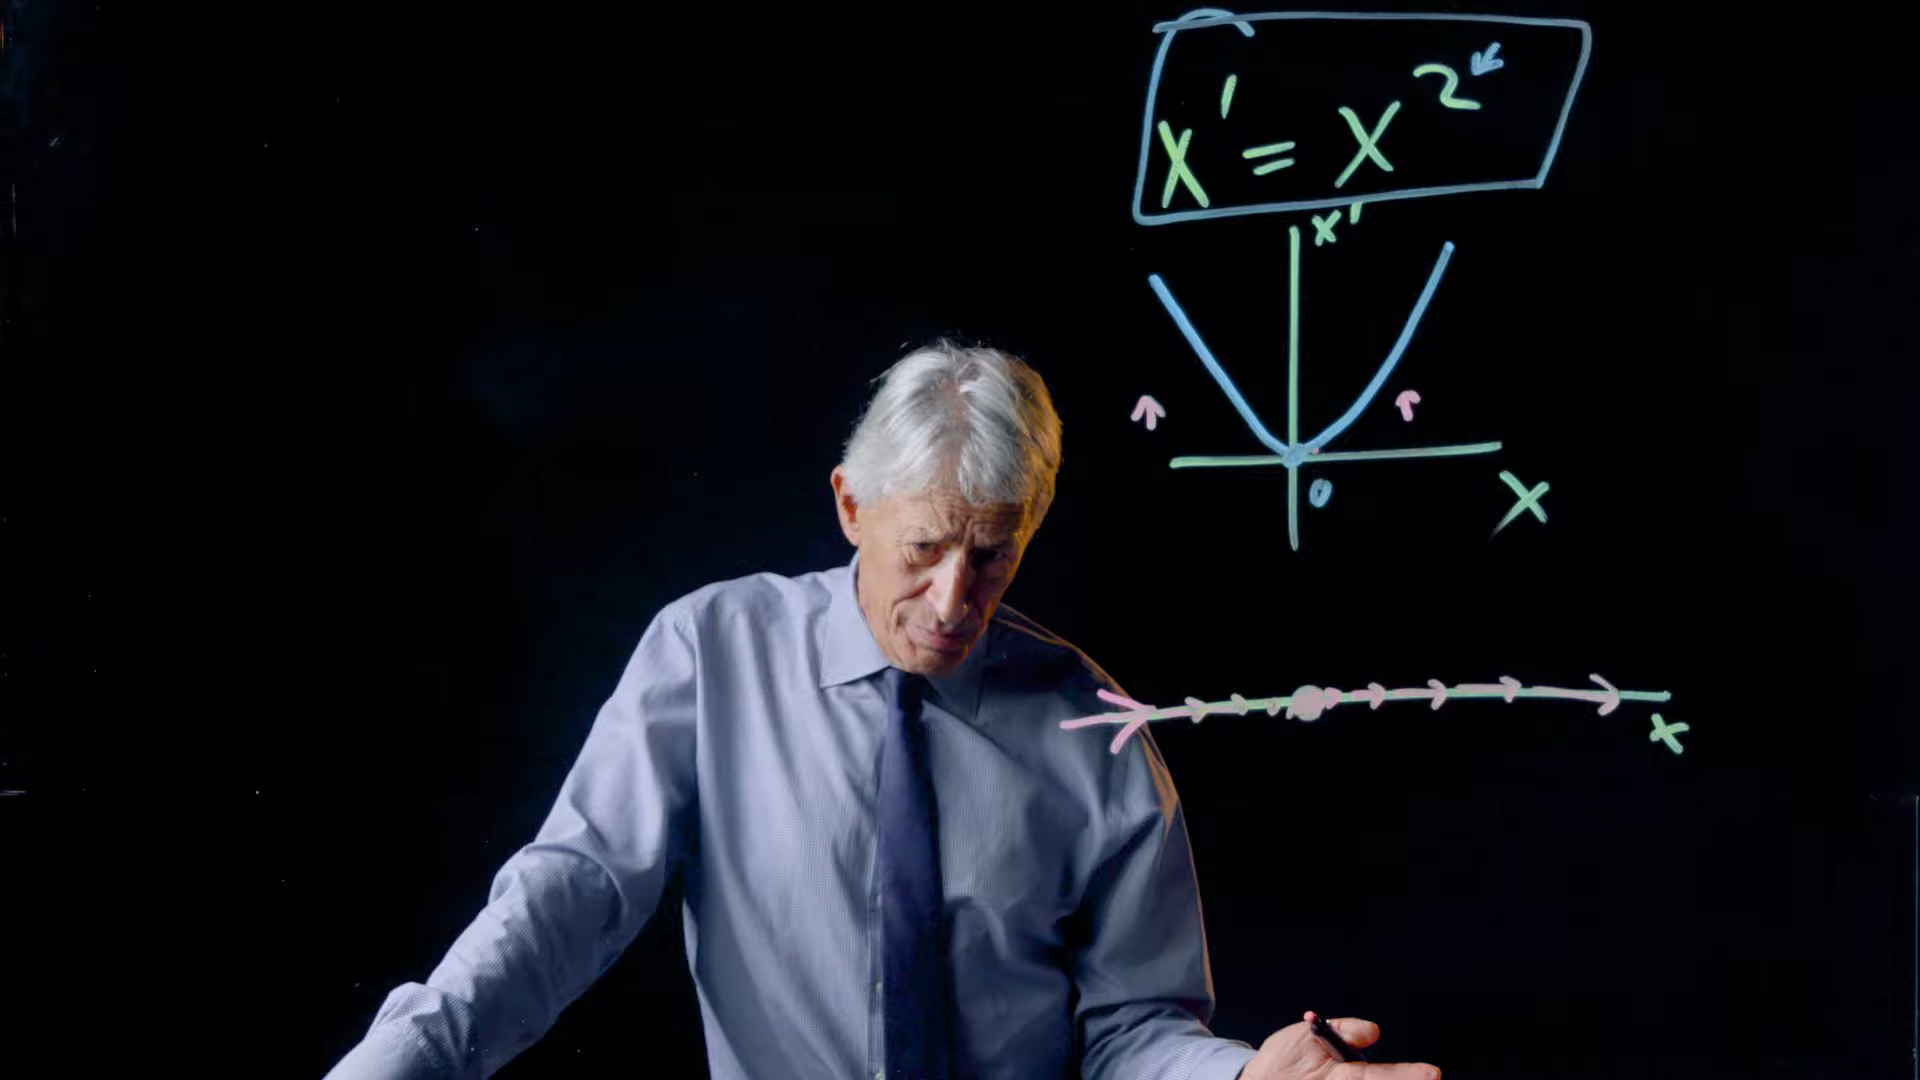 x' = x²
x'
0
x
x